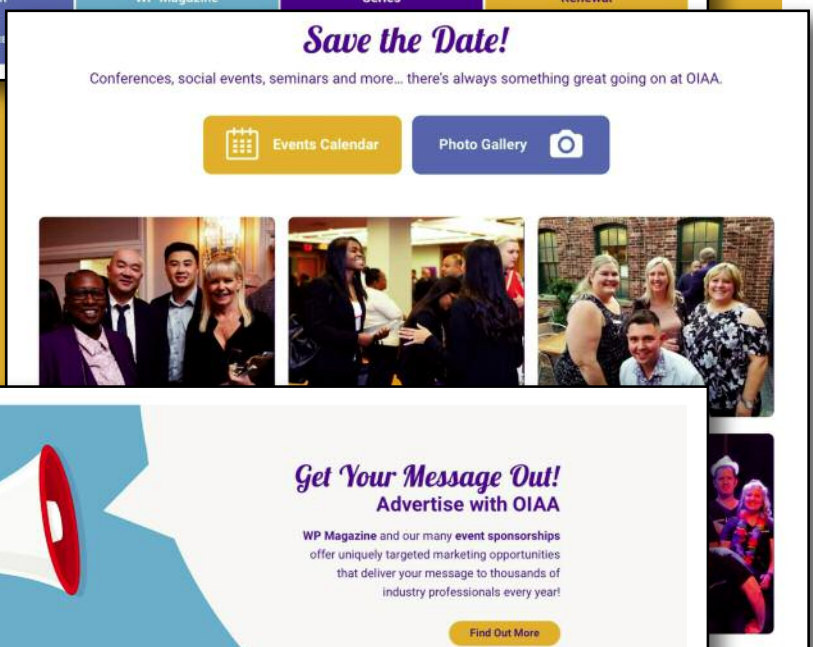 WP Magazine
Series
Renewal
Save the Date!
Conferences, social events, seminars and more... there's always something great going on at OIAA.
Events Calendar
Photo Gallery
Get Your Message Out!
Advertise with OIAA
WP Magazine and our many event sponsorships
offer uniquely targeted marketing opportunities
that deliver your message to thousands of
industry professionals every year!
Find Out More